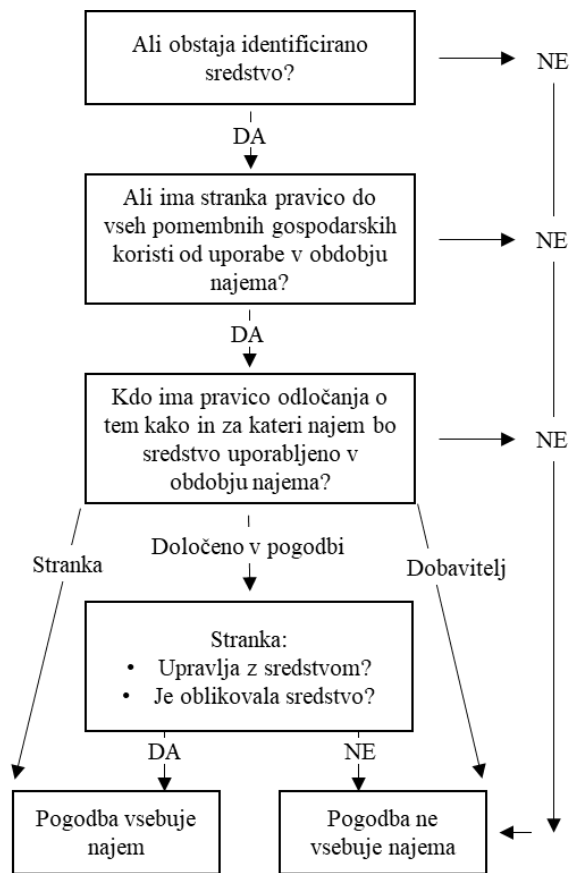 Ali obstaja identificirano
sredstvo?
NE
DA
Ali ima stranka pravico do
vseh pomembnih gospodarskih
koristi od uporabe v obdobju
najema?
NE
DA
Kdo ima pravico odločanja o
tem kako in za kateri najem bo
sredstvo uporabljeno v
obdobju najema?
NE
Stranka
Določeno v pogodbi
Dobavitelj
Stranka:
• Upravlja z sredstvom?
• Je oblikovala sredstvo?
DA
NE
Pogodba vsebuje
najem
Pogodba ne
vsebuje najema